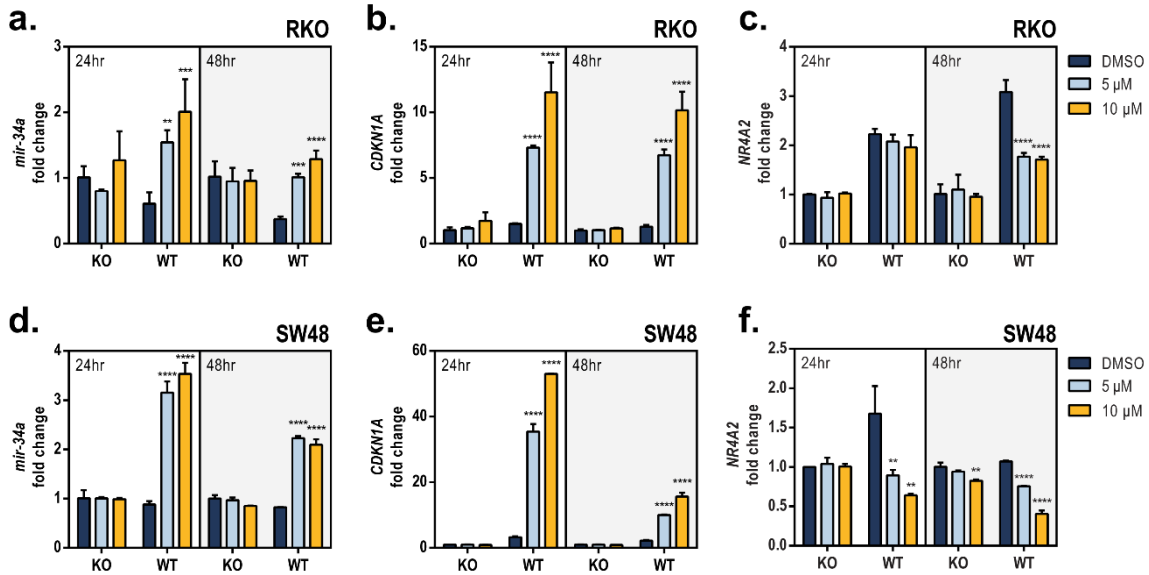 a. RKO
mir-34a
fold change
3
2
1
0
24hr
48hr
** *** *** ****
KO WT KO WT
b. RKO
CDKN1A
fold change
15
10
5
0
24hr
48hr
**** **** **** ****
KO WT KO WT
c. RKO
NR4A2
fold change
4
3
2
1
0
24hr
48hr
**** ****
KO WT KO WT
DMSO
5 µM
10 µM
d. SW48
mir-34a
fold change
4
3
2
1
0
24hr
48hr
**** **** **** ****
KO WT KO WT
e. SW48
CDKN1A
fold change
60
40
20
0
24hr
48hr
**** **** **** ****
KO WT KO WT
f. SW48
NR4A2
fold change
2.5
2.0
1.5
1.0
0.5
0.0
24hr
48hr
** ** ** **** ****
KO WT KO WT
DMSO
5 µM
10 µM